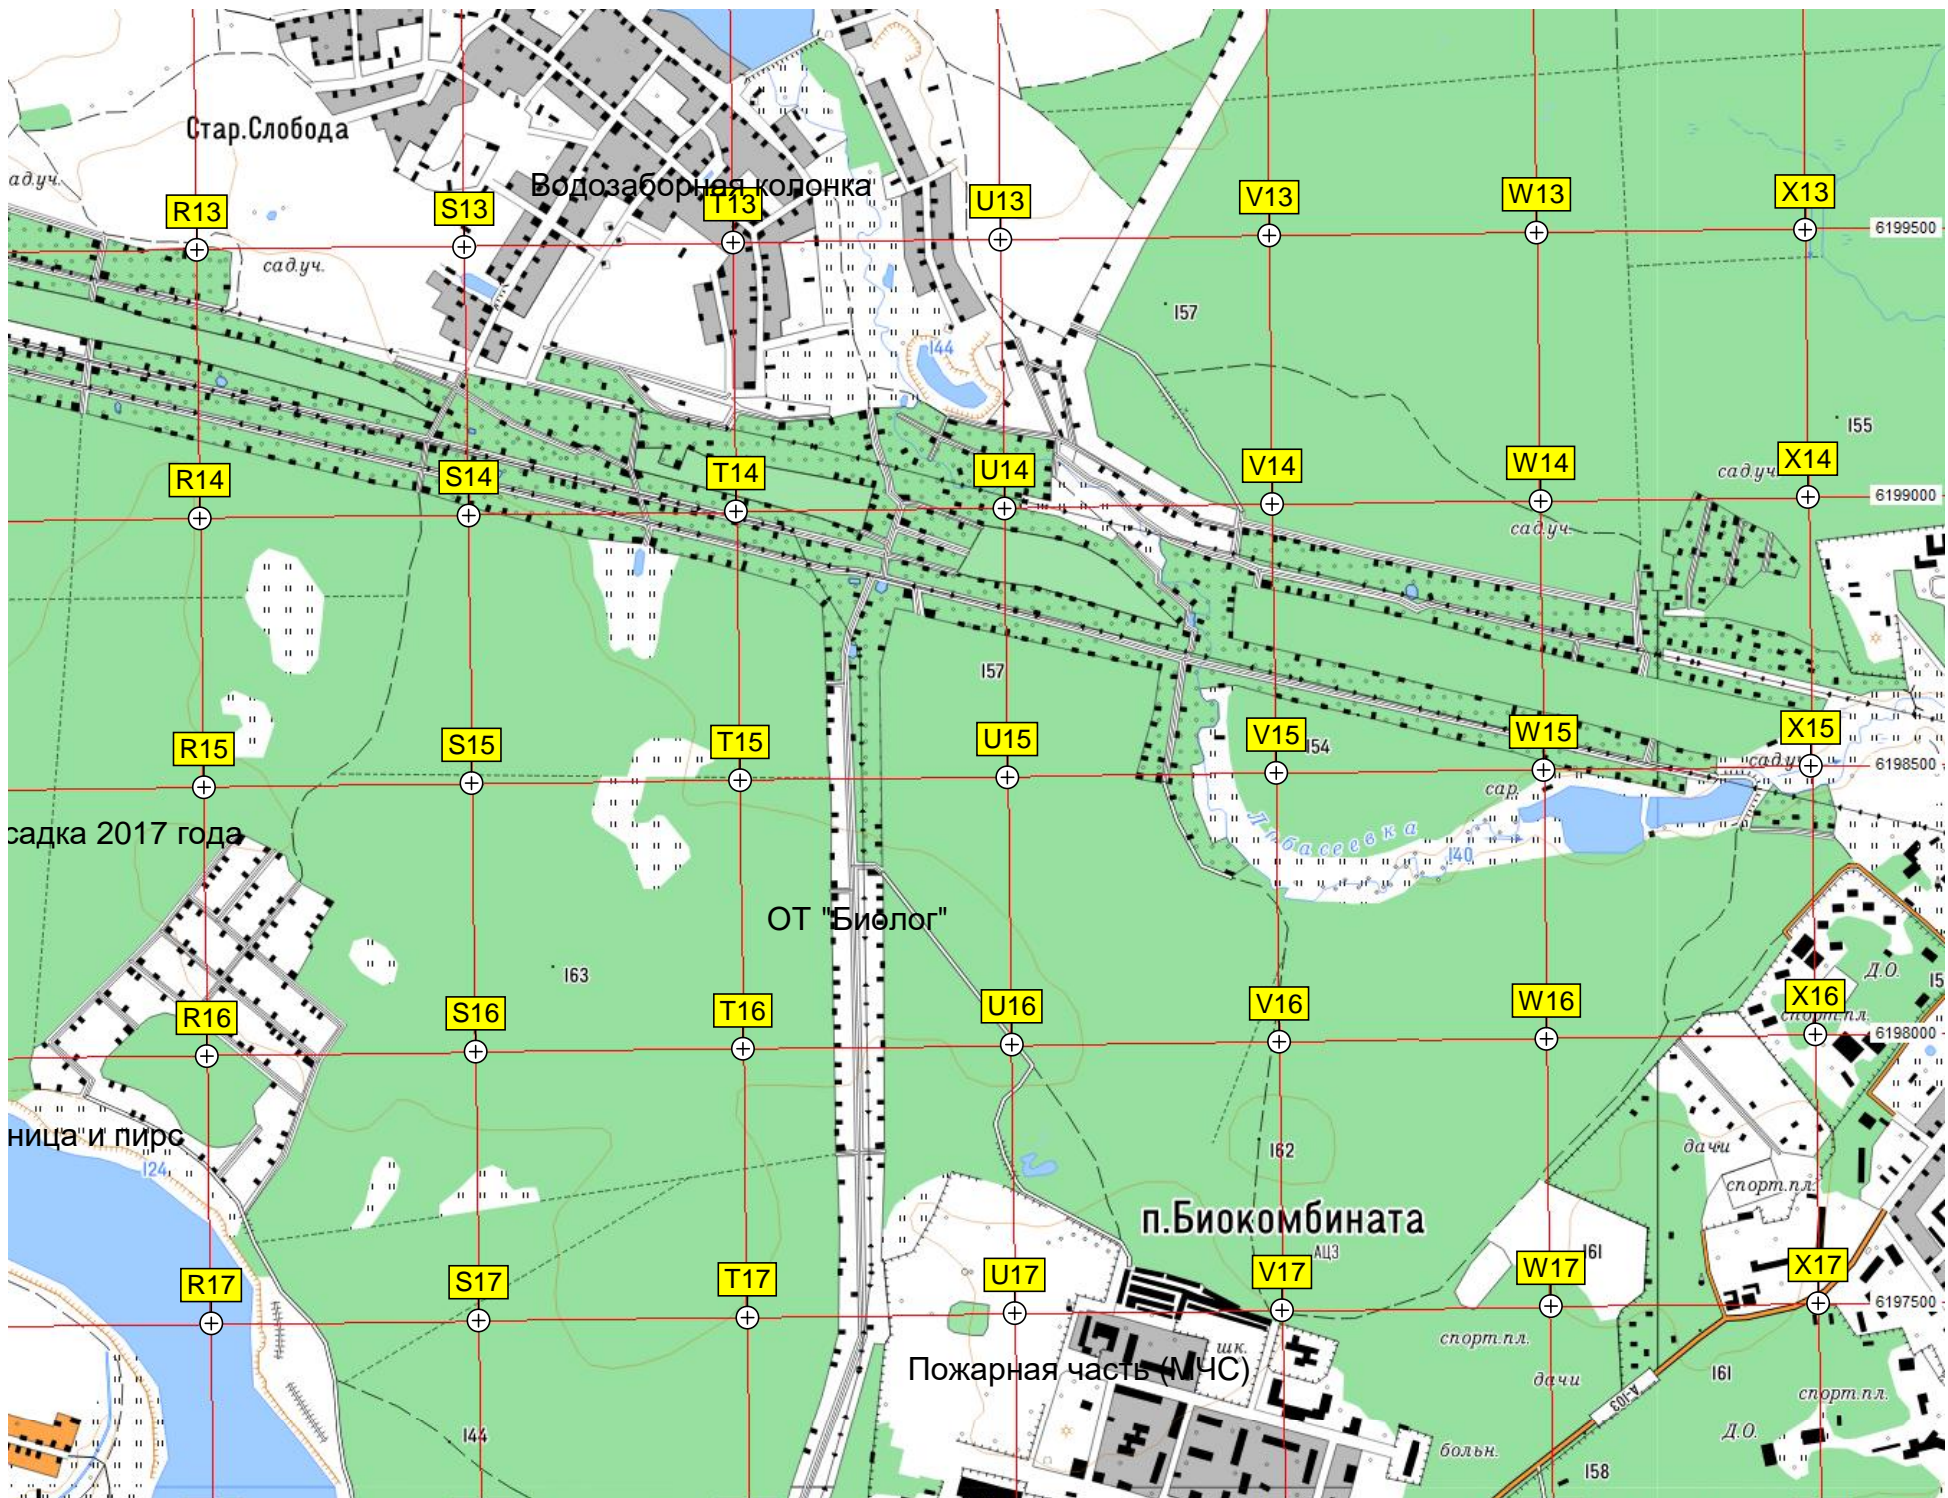 Стар.Слобода
ад.уч.
Водозаборная колонка
R13
S13
T13
U13
V13
W13
X13
6199500
сад.уч.
157
144
155
R14
S14
T14
U14
V14
W14
сад.уч.
X14
6199000
сад.уч.
157
R15
S15
T15
U15
V15
154
W15
X15
сад.уч.
6198500
сар.
садка 2017 года
140
ОТ "Биолог"
163
Д.О.
15
R16
S16
T16
U16
V16
W16
X16
спорт.пл.
6198000
ница и пирс
124
162
дачи
спорт.пл.
п.Биокомбината
АЦЗ
161
R17
S17
T17
U17
V17
W17
X17
6197500
шк.
спорт.пл.
Пожарная часть (МЧС)
дачи
161
А-103
спорт.пл.
144
больн.
Д.О.
158